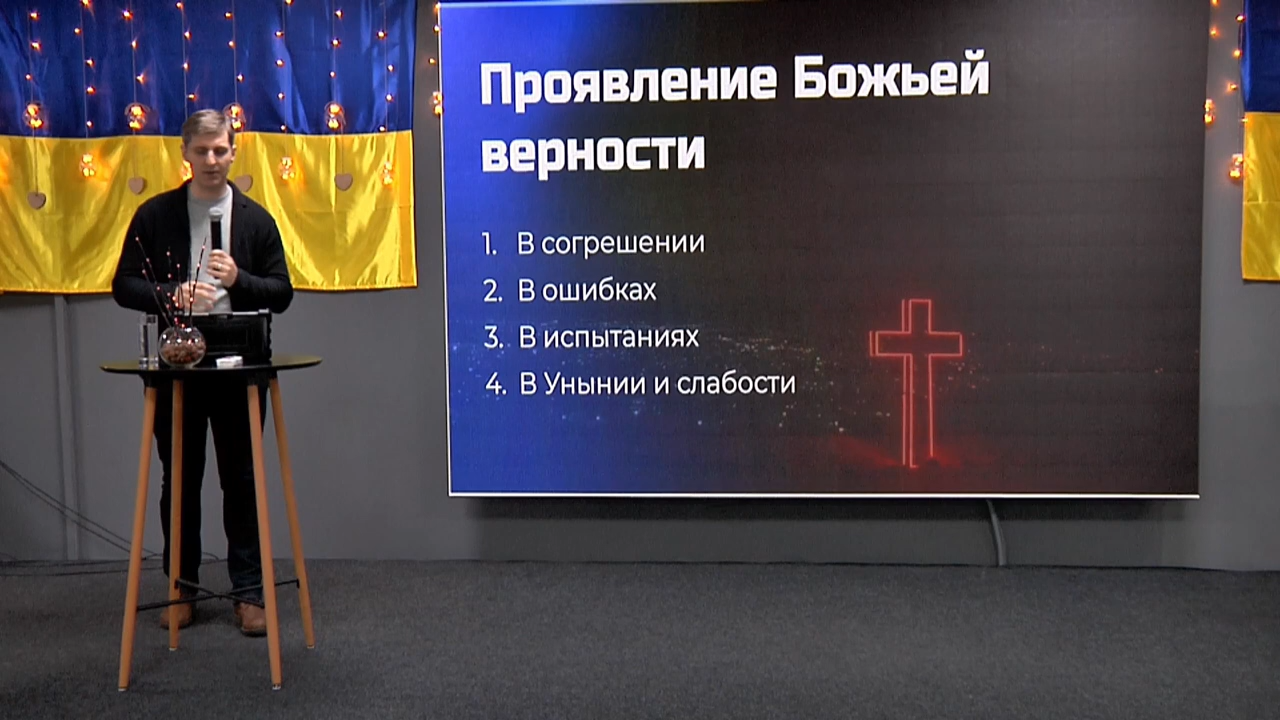 Проявление Божьей
верности
1. В согрешении
2. В ошибках
3. В испытаниях
4. В Унынии и слабости